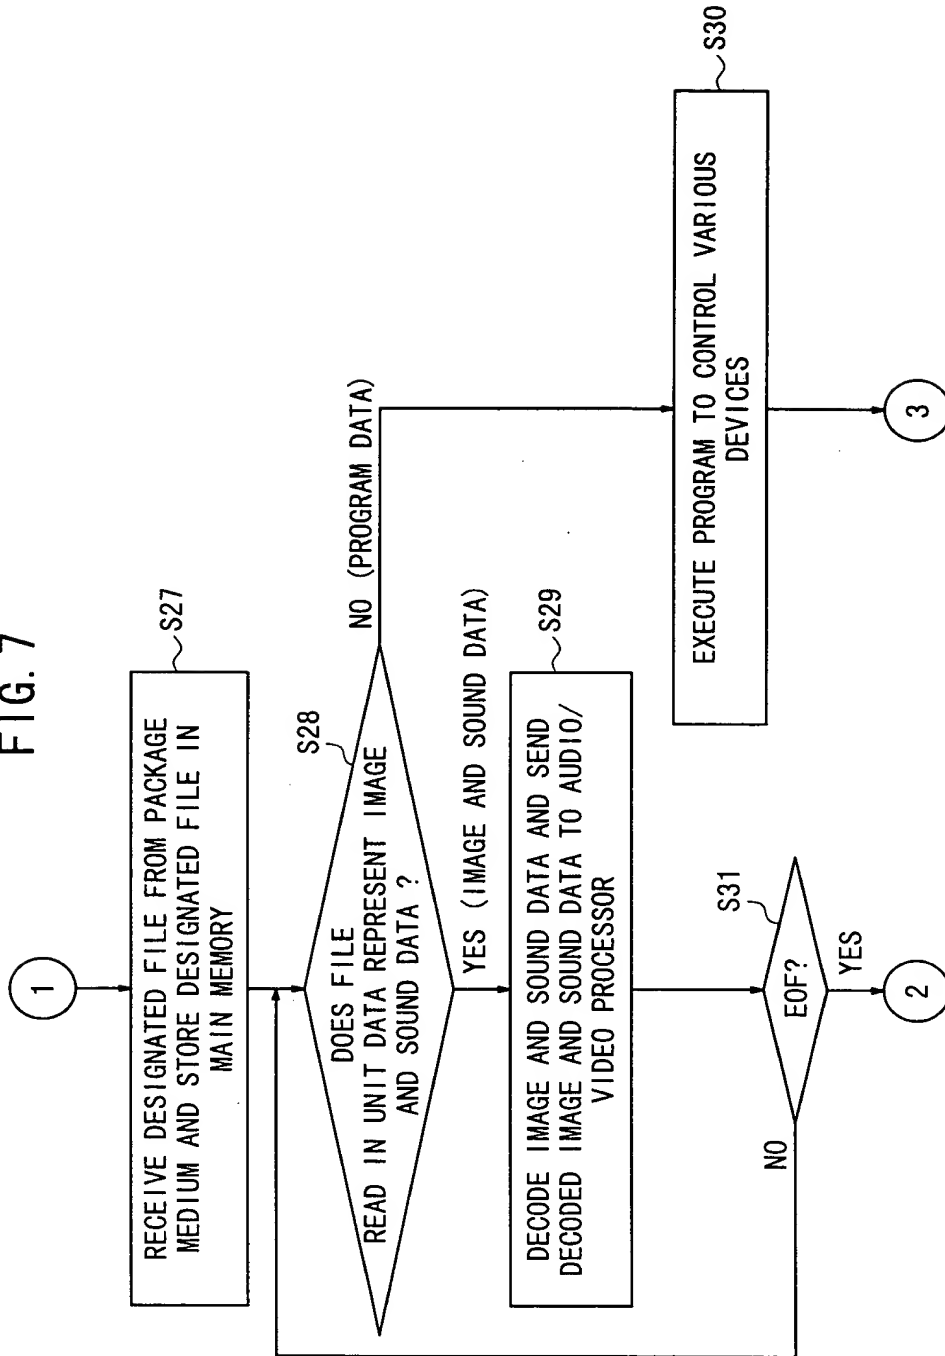 FIG. 7
1
RECEIVE DESIGNATED FILE FROM PACKAGE
MEDIUM AND STORE DESIGNATED FILE IN
MAIN MEMORY
S27
DOES FILE
READ IN UNIT DATA REPRESENT IMAGE
AND SOUND DATA ?
S28
NO (PROGRAM DATA)
YES (IMAGE AND SOUND DATA)
DECODE IMAGE AND SOUND DATA AND SEND
DECODED IMAGE AND SOUND DATA TO AUDIO/
VIDEO PROCESSOR
S29
EXECUTE PROGRAM TO CONTROL VARIOUS
DEVICES
S30
EOF?
S31
NO
YES
2
3